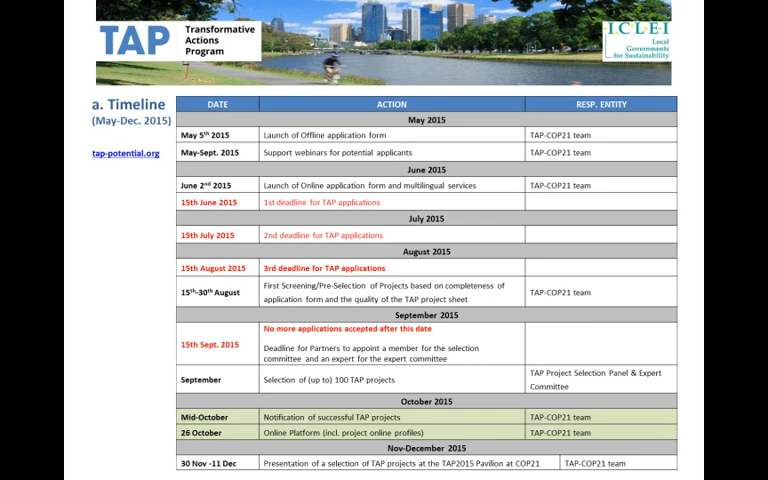 TAP
Transformative
Actions
Program
I.C.L.E.I
Local
Governments
for Sustainability
a. Timeline
(May-Dec. 2015)
tap-potential.org
DATE ACTION RESP. ENTITY
May 2015
May 5th 2015 Launch of Offline application form TAP-COP21 team
May-Sept. 2015 Support webinars for potential applicants TAP-COP21 team
June 2015
June 2nd 2015 Launch of Online application form and multilingual services TAP-COP21 team
15th June 2015 1st deadline for TAP applications
July 2015
15th July 2015 2nd deadline for TAP applications
August 2015
15th August 2015 3rd deadline for TAP applications
15th-30th August First Screening/Pre-Selection of Projects based on completeness of
application form and the quality of the TAP project sheet TAP-COP21 team
September 2015
15th Sept. 2015 No more applications accepted after this date
Deadline for Partners to appoint a member for the selection
committee and an expert for the expert committee
September Selection of (up to) 100 TAP projects TAP Project Selection Panel & Expert
Committee
October 2015
Mid-October Notification of successful TAP projects TAP-COP21 team
26 October Online Platform (incl. project online profiles) TAP-COP21 team
Nov-December 2015
30 Nov -11 Dec Presentation of a selection of TAP projects at the TAP2015 Pavilion at COP21 TAP-COP21 team